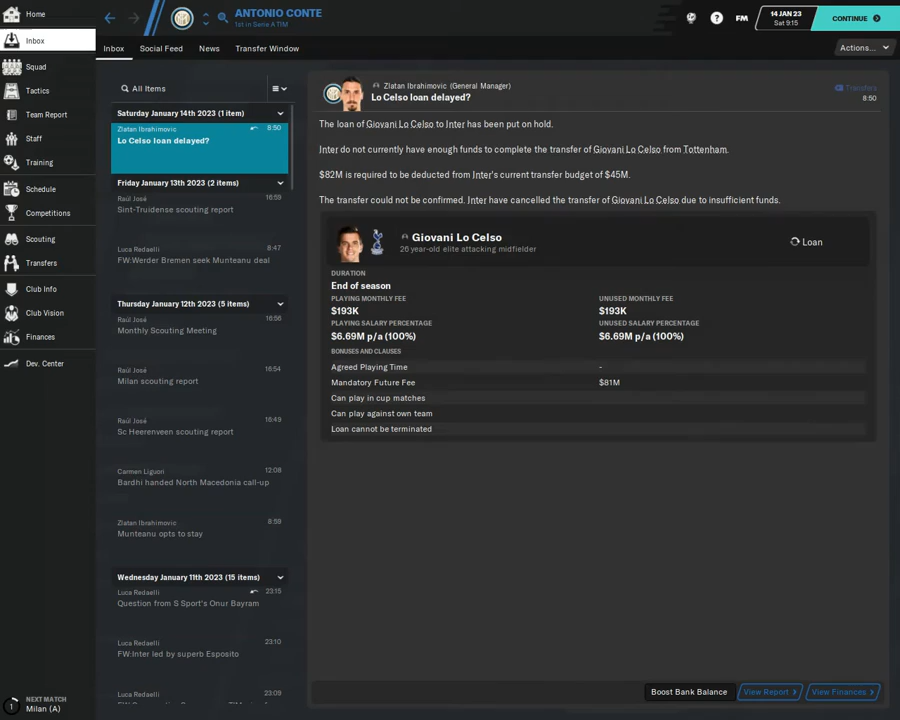 Home
ANTONIO CONTE
1st in Serie A TIM
FM
14 JAN 23
Sat 9:15
CONTINUE
Inbox
Inbox
Social Feed
News
Transfer Window
Actions...
Squad
Tactics
Team Report
Staff
Training
Schedule
Competitions
Scouting
Transfers
Club Info
Club Vision
Finances
Dev. Center
NEXT MATCH
1
Milan (A)
All Items
Saturday January 14th 2023 (1 item)
Zlatan Ibrahimovic
8:50
Lo Celso loan delayed?
Friday January 13th 2023 (2 items)
Raúl José
16:59
Sint-Truidense scouting report
Luca Redaelli
8:47
FW:Werder Bremen seek Munteanu deal
Thursday January 12th 2023 (5 items)
Raúl José
16:56
Monthly Scouting Meeting
Raúl José
16:54
Milan scouting report
Raúl José
16:49
Sc Heerenveen scouting report
Carmen Liguori
12:08
Bardhi handed North Macedonia call-up
Zlatan Ibrahimovic
8:59
Munteanu opts to stay
Wednesday January 11th 2023 (15 items)
Luca Redaelli
23:15
Question from S Sport's Onur Bayram
Luca Redaelli
23:10
FW:Inter led by superb Esposito
Luca Redaelli
23:09
Zlatan Ibrahimovic (General Manager)
Lo Celso loan delayed?
Transfers
8:50
The loan of Giovani Lo Celso to Inter has been put on hold.
Inter do not currently have enough funds to complete the transfer of Giovani Lo Celso from Tottenham.
$82M is required to be deducted from Inter's current transfer budget of $45M.
The transfer could not be confirmed. Inter have cancelled the transfer of Giovani Lo Celso due to insufficient funds.
Giovani Lo Celso
26 year-old elite attacking midfielder
Loan
DURATION
End of season
PLAYING MONTHLY FEE
UNUSED MONTHLY FEE
$193K
$193K
PLAYING SALARY PERCENTAGE
UNUSED SALARY PERCENTAGE
$6.69M p/a (100%)
$6.69M p/a (100%)
BONUSES AND CLAUSES
Agreed Playing Time
-
Mandatory Future Fee
$81M
Can play in cup matches
Can play against own team
Loan cannot be terminated
Boost Bank Balance
View Report >
View Finances >